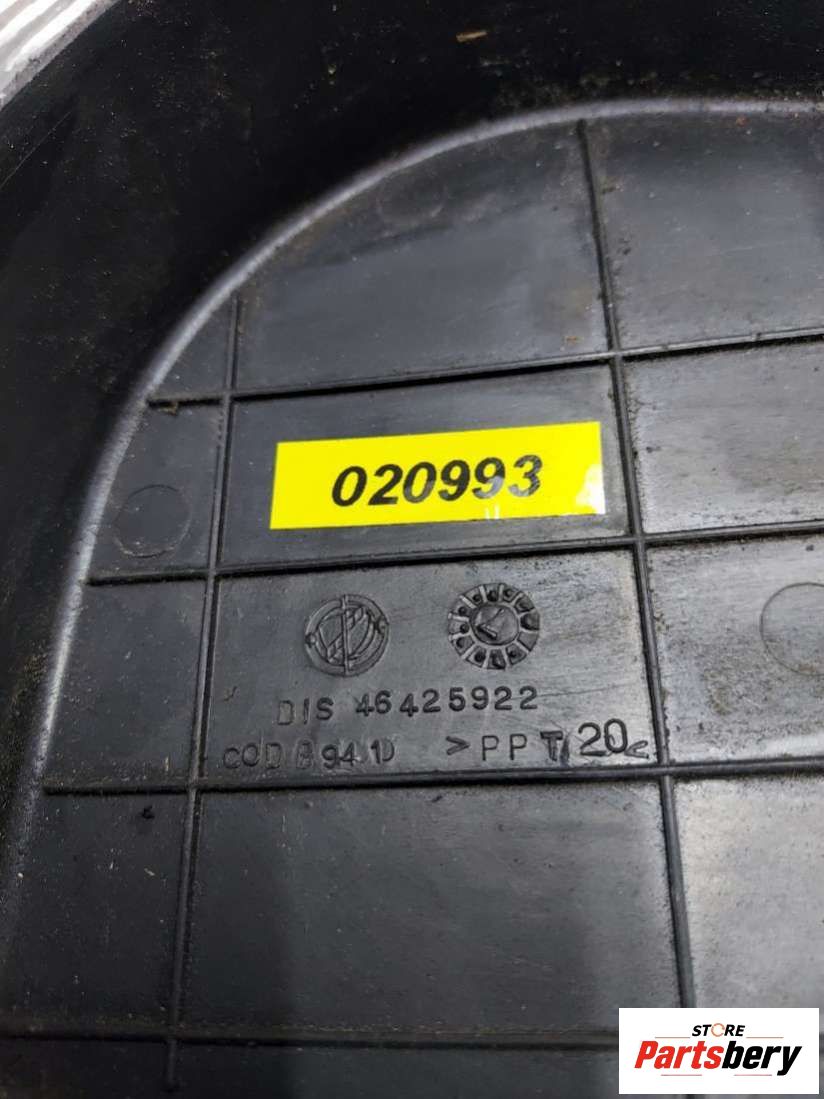 020993
DIS 46425922
COD 8941D >PPT20<
STORE
Partsbery